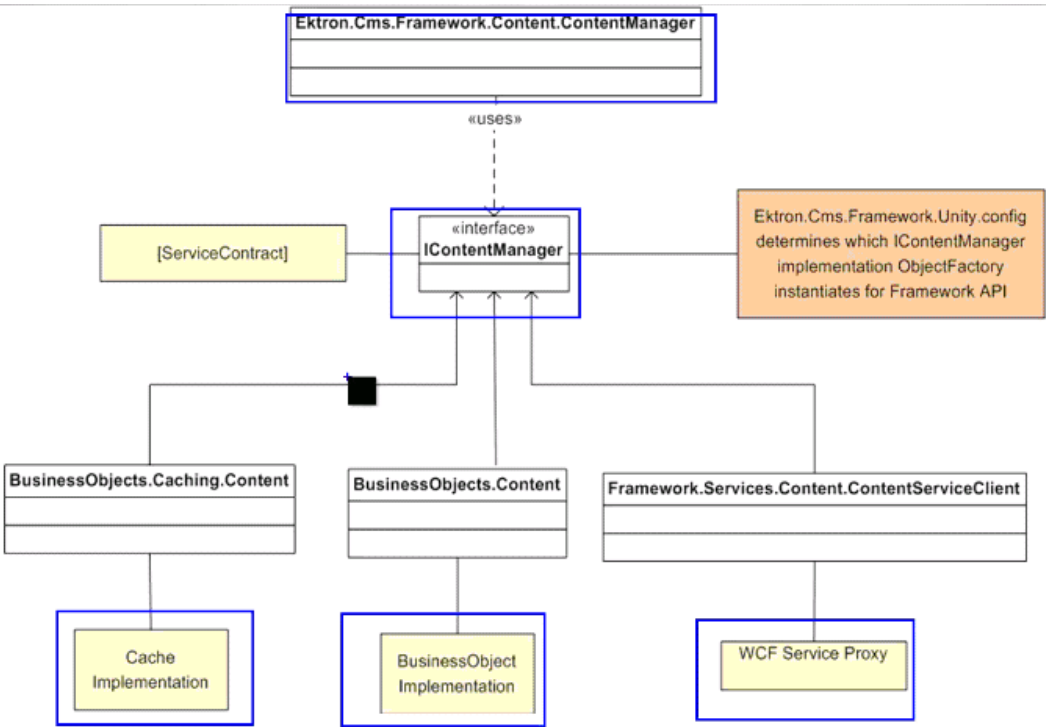 Ektron.Cms.Framework.Content.ContentManager
«uses»
«interface»
IContentManager
[ServiceContract]
Ektron.Cms.Framework.Unity.config
determines which IContentManager
implementation ObjectFactory
instantiates for Framework API
BusinessObjects.Caching.Content
BusinessObjects.Content
Framework.Services.Content.ContentServiceClient
Cache
Implementation
BusinessObject
Implementation
WCF Service Proxy